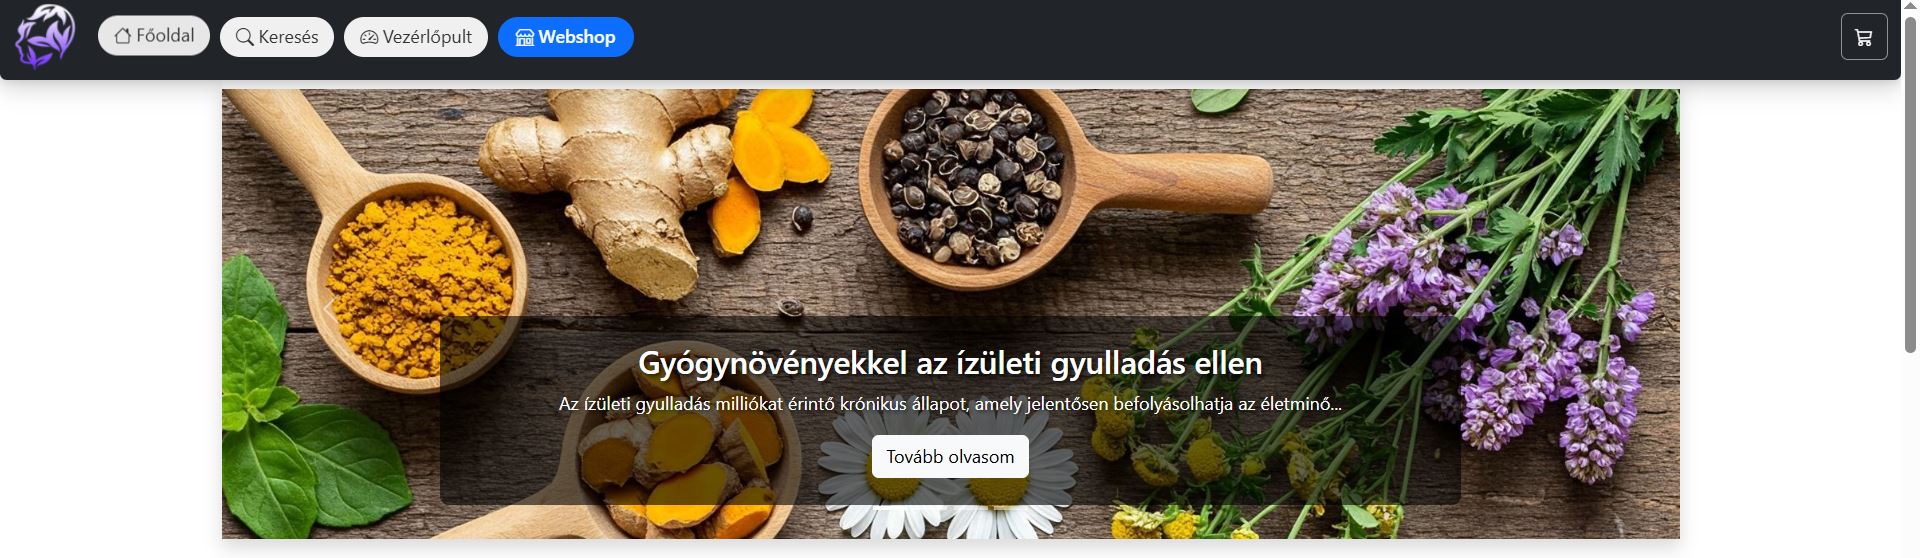 Főoldal
Keresés
Vezérlőpult
Webshop
Gyógynövényekkel az ízületi gyulladás ellen
Az ízületi gyulladás milliókat érintő krónikus állapot, amely jelentősen befolyásolhatja az életminő...
Tovább olvasom